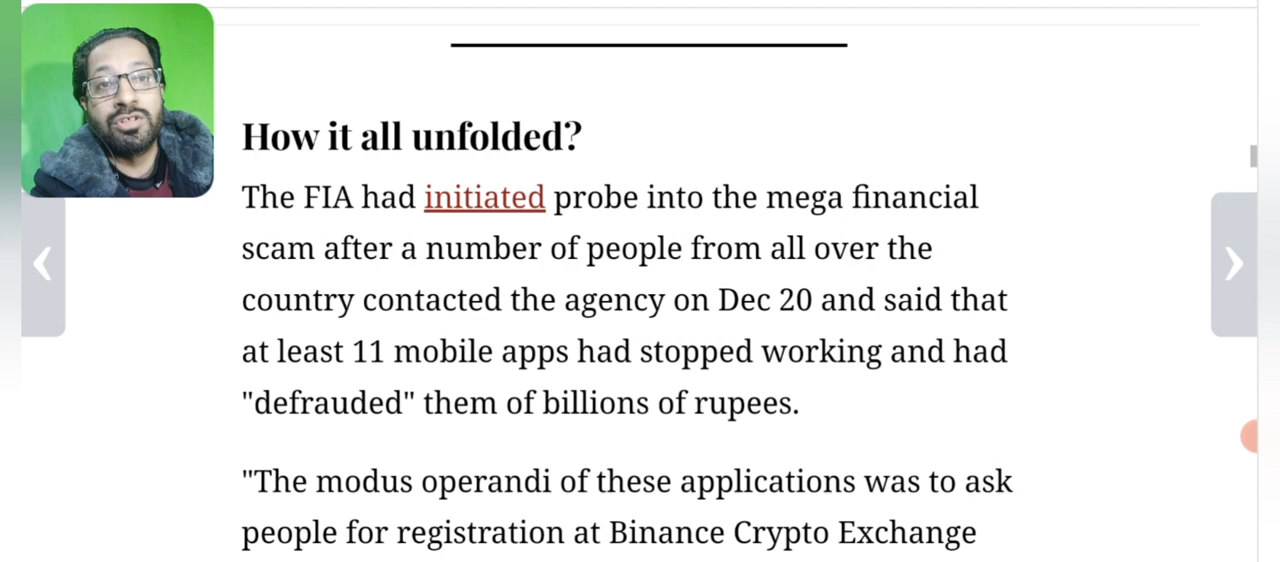 How it all unfolded?
The FIA had initiated probe into the mega financial
scam after a number of people from all over the
country contacted the agency on Dec 20 and said that
at least 11 mobile apps had stopped working and had
"defrauded" them of billions of rupees.
"The modus operandi of these applications was to ask
people for registration at Binance Crypto Exchange